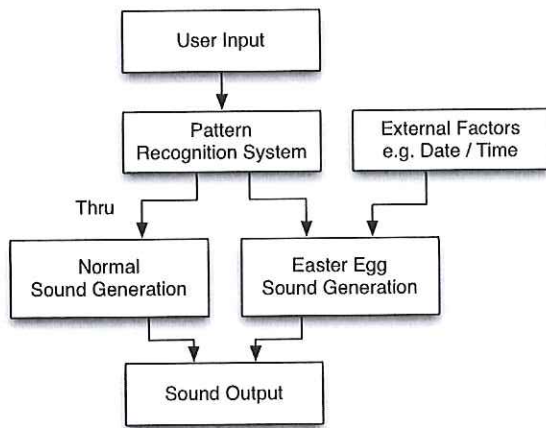 User Input
Pattern
Recognition System
External Factors
e.g. Date / Time
Thru
Normal
Sound Generation
Easter Egg
Sound Generation
Sound Output